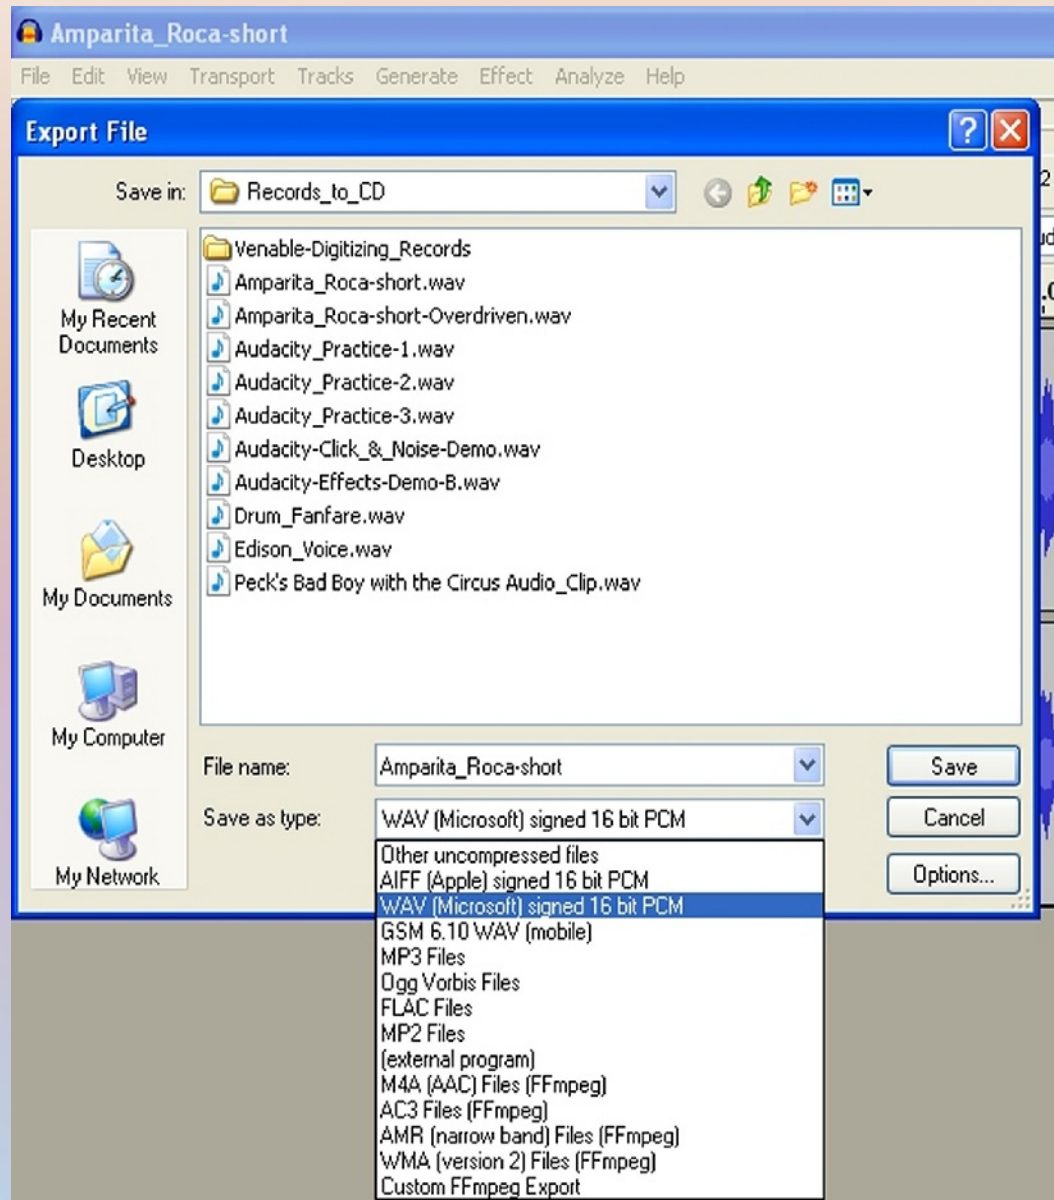 Amparita_Roca-short
File Edit View Transport Tracks Generate Effect Analyze Help
Export File
Save in: Records_to_CD
My Recent Documents
Desktop
My Documents
My Computer
My Network
Venable-Digitizing_Records
Amparita_Roca-short.wav
Amparita_Roca-short-Overdriven.wav
Audacity_Practice-1.wav
Audacity_Practice-2.wav
Audacity_Practice-3.wav
Audacity-Click_&_Noise-Demo.wav
Audacity-Effects-Demo-B.wav
Drum_Fanfare.wav
Edison_Voice.wav
Peck's Bad Boy with the Circus Audio_Clip.wav
File name: Amparita_Roca-short Save
Save as type: WAV (Microsoft) signed 16 bit PCM Cancel
Options...
Other uncompressed files
AIFF (Apple) signed 16 bit PCM
WAV (Microsoft) signed 16 bit PCM
GSM 6.10 WAV (mobile)
MP3 Files
Ogg Vorbis Files
FLAC Files
MP2 Files
(external program)
M4A (AAC) Files (FFmpeg)
AC3 Files (FFmpeg)
AMR (narrow band) Files (FFmpeg)
WMA (version 2) Files (FFmpeg)
Custom FFmpeg Export